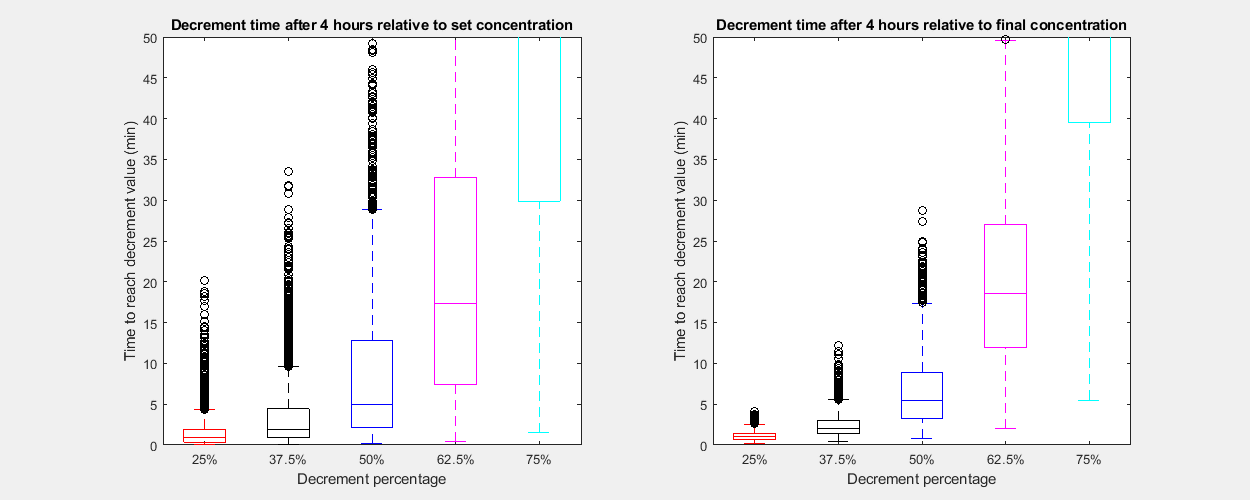 Decrement time after 4 hours relative to set concentration
Time to reach decrement value (min)
50
45
40
35
30
25
20
15
10
5
0
25% 37.5% 50% 62.5% 75%
Decrement percentage
Decrement time after 4 hours relative to final concentration
Time to reach decrement value (min)
50
45
40
35
30
25
20
15
10
5
0
25% 37.5% 50% 62.5% 75%
Decrement percentage